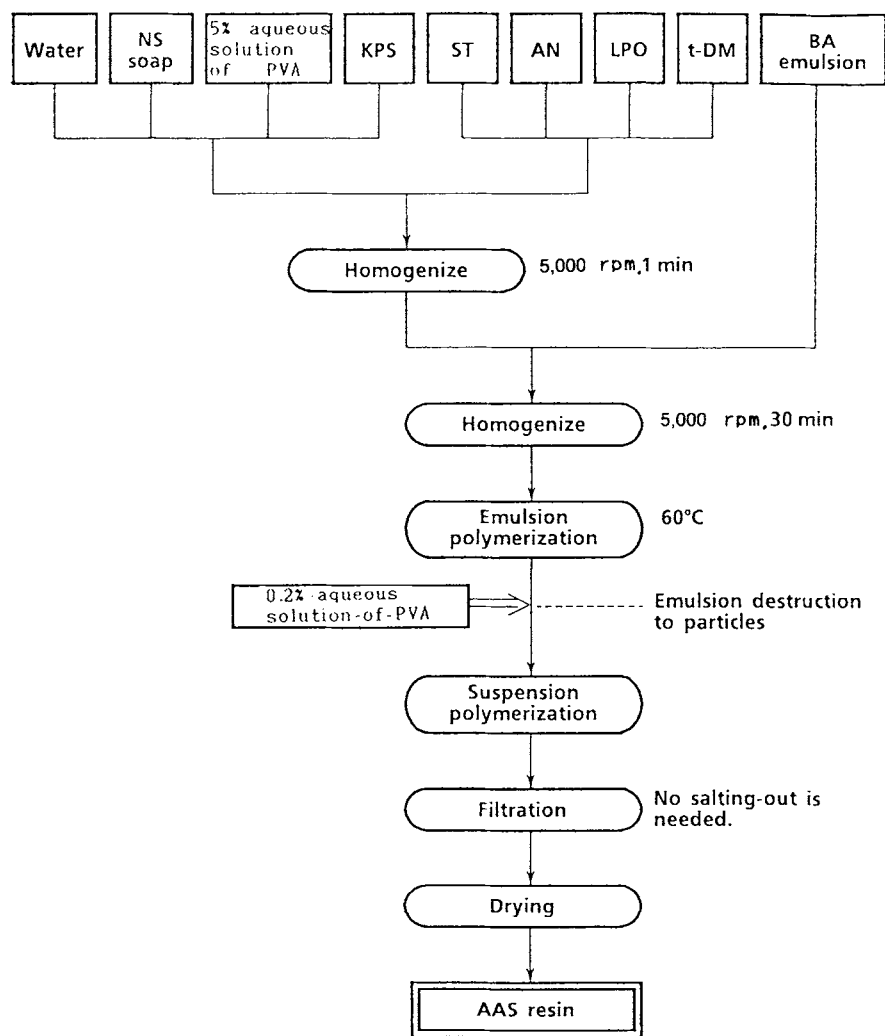 Water
NS
soap
5% aqueous
solution
of PVA
KPS
ST
AN
LPO
t-DM
BA
emulsion
Homogenize
5,000 rpm,1 min
Homogenize
5,000 rpm,30 min
Emulsion
polymerization
60°C
0.2% aqueous
solution-of-PVA
Emulsion destruction
to particles
Suspension
polymerization
Filtration
No salting-out is
needed.
Drying
AAS resin